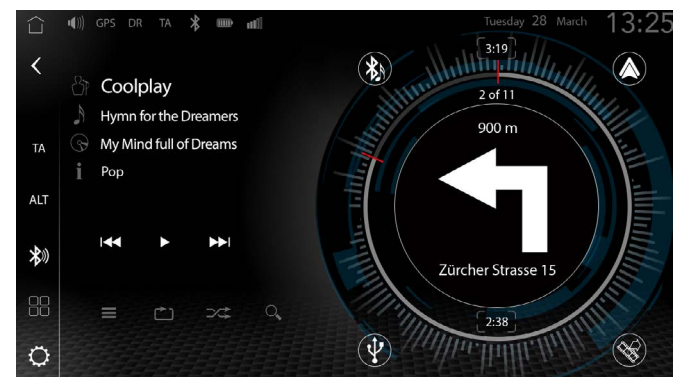 GPS DR TA
Tuesday 28 March 13:25
3:19
2 of 11
Coolplay
Hymn for the Dreamers
My Mind full of Dreams
Pop
TA
ALT
900 m
Zürcher Strasse 15
2:38